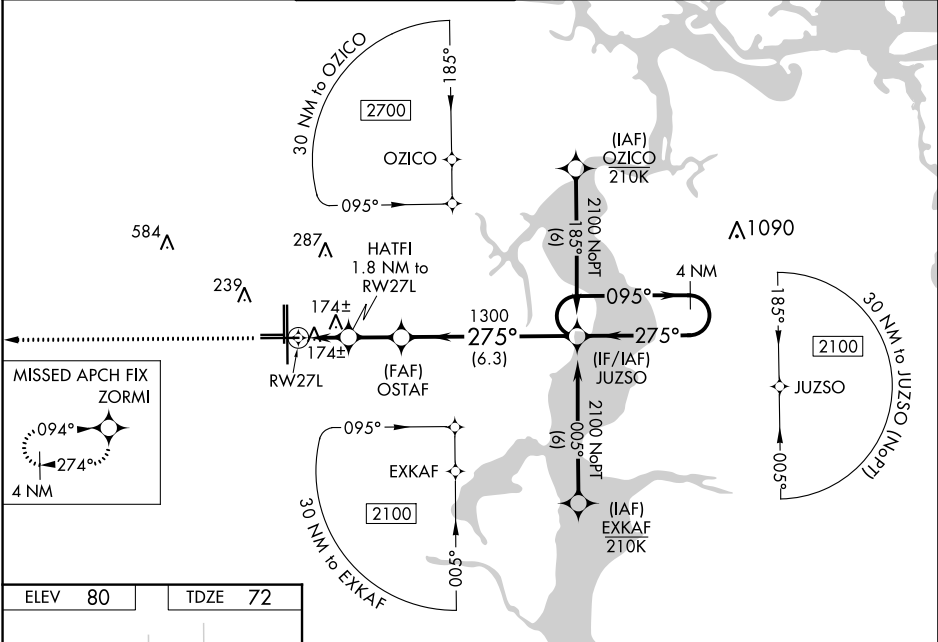 30 NM to OZICO
185°
2700
OZICO
095°
(IAF)
OZICO
210K
2100 NoPT
185°
(6)
1090
584
287
HATFI
1.8 NM to
RW27L
239
174±
174±
RW27L
(FAF)
OSTAF
1300
275°
(6.3)
4 NM
095°
275°
(IF/IAF)
JUZSO
185°
30 NM to JUZSO (NoPT)
2100
JUZSO
005°
MISSED APCH FIX
ZORMI
094°
274°
4 NM
095°
EXKAF
2100
30 NM to EXKAF
005°
2100 NoPT
005°
(6)
(IAF)
EXKAF
210K
ELEV 80
TDZE 72